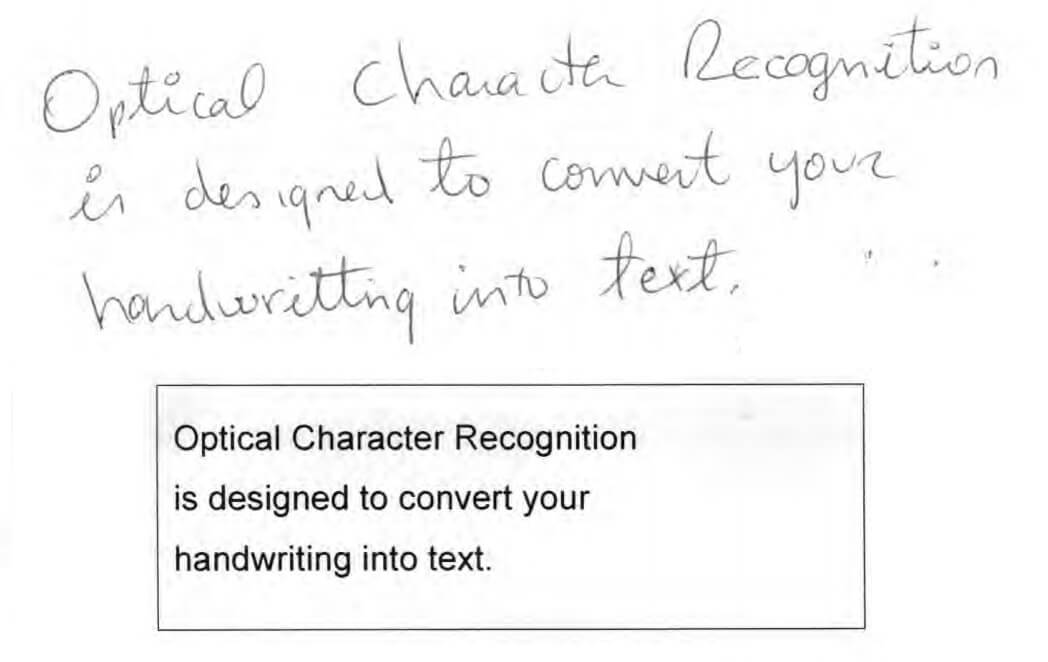 Optical Character Recognition
is designed to convert your
handwritting into text.
Optical Character Recognition
is designed to convert your
handwriting into text.